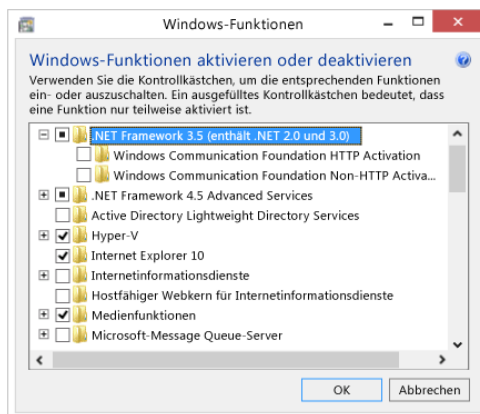 Windows-Funktionen
Windows-Funktionen aktivieren oder deaktivieren
Verwenden Sie die Kontrollkästchen, um die entsprechenden Funktionen
ein- oder auszuschalten. Ein ausgefülltes Kontrollkästchen bedeutet, dass
eine Funktion nur teilweise aktiviert ist.
.NET Framework 3.5 (enthält .NET 2.0 und 3.0)
Windows Communication Foundation HTTP Activation
Windows Communication Foundation Non-HTTP Activa...
.NET Framework 4.5 Advanced Services
Active Directory Lightweight Directory Services
Hyper-V
Internet Explorer 10
Internetinformationsdienste
Hostfähiger Webkern für Internetinformationsdienste
Medienfunktionen
Microsoft-Message Queue-Server
OK Abbrechen